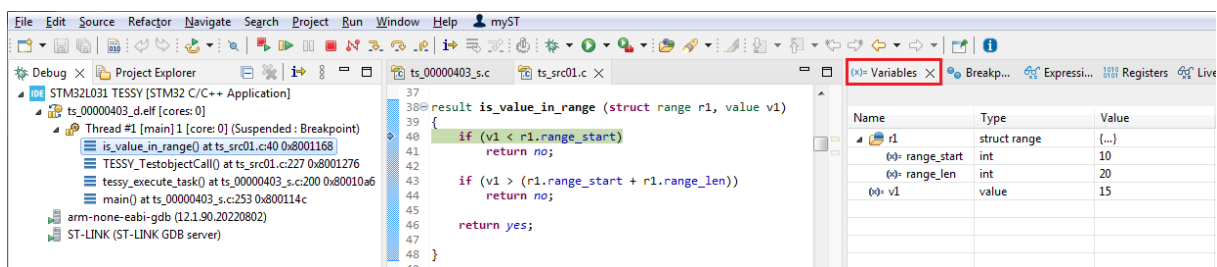 File Edit Source Refactor Navigate Search Project Run Window Help myST
Debug Project Explorer
IDE STM32L031 TESSY [STM32 C/C++ Application]
ts_00000403_d.elf [cores: 0]
Thread #1 [main] 1 [core: 0] (Suspended : Breakpoint)
is_value_in_range() at ts_src01.c:40 0x8001168
TESSY_TestobjectCall() at ts_src01.c:227 0x8001276
tessy_execute_task() at ts_00000403_s.c:200 0x80010a6
main() at ts_00000403_s.c:253 0x800114c
arm-none-eabi-gdb (12.1.90.20220802)
ST-LINK (ST-LINK GDB server)
ts_00000403_s.c ts_src01.c
37
38 result is_value_in_range (struct range r1, value v1)
39 {
40 if (v1 < r1.range_start)
41 return no;
42
43 if (v1 > (r1.range_start + r1.range_len))
44 return no;
45
46 return yes;
47
48 }
(x)= Variables Breakp... Expressi... Registers Live
Name Type Value
r1 struct range {...}
(x)= range_start int 10
(x)= range_len int 20
(x)= v1 value 15